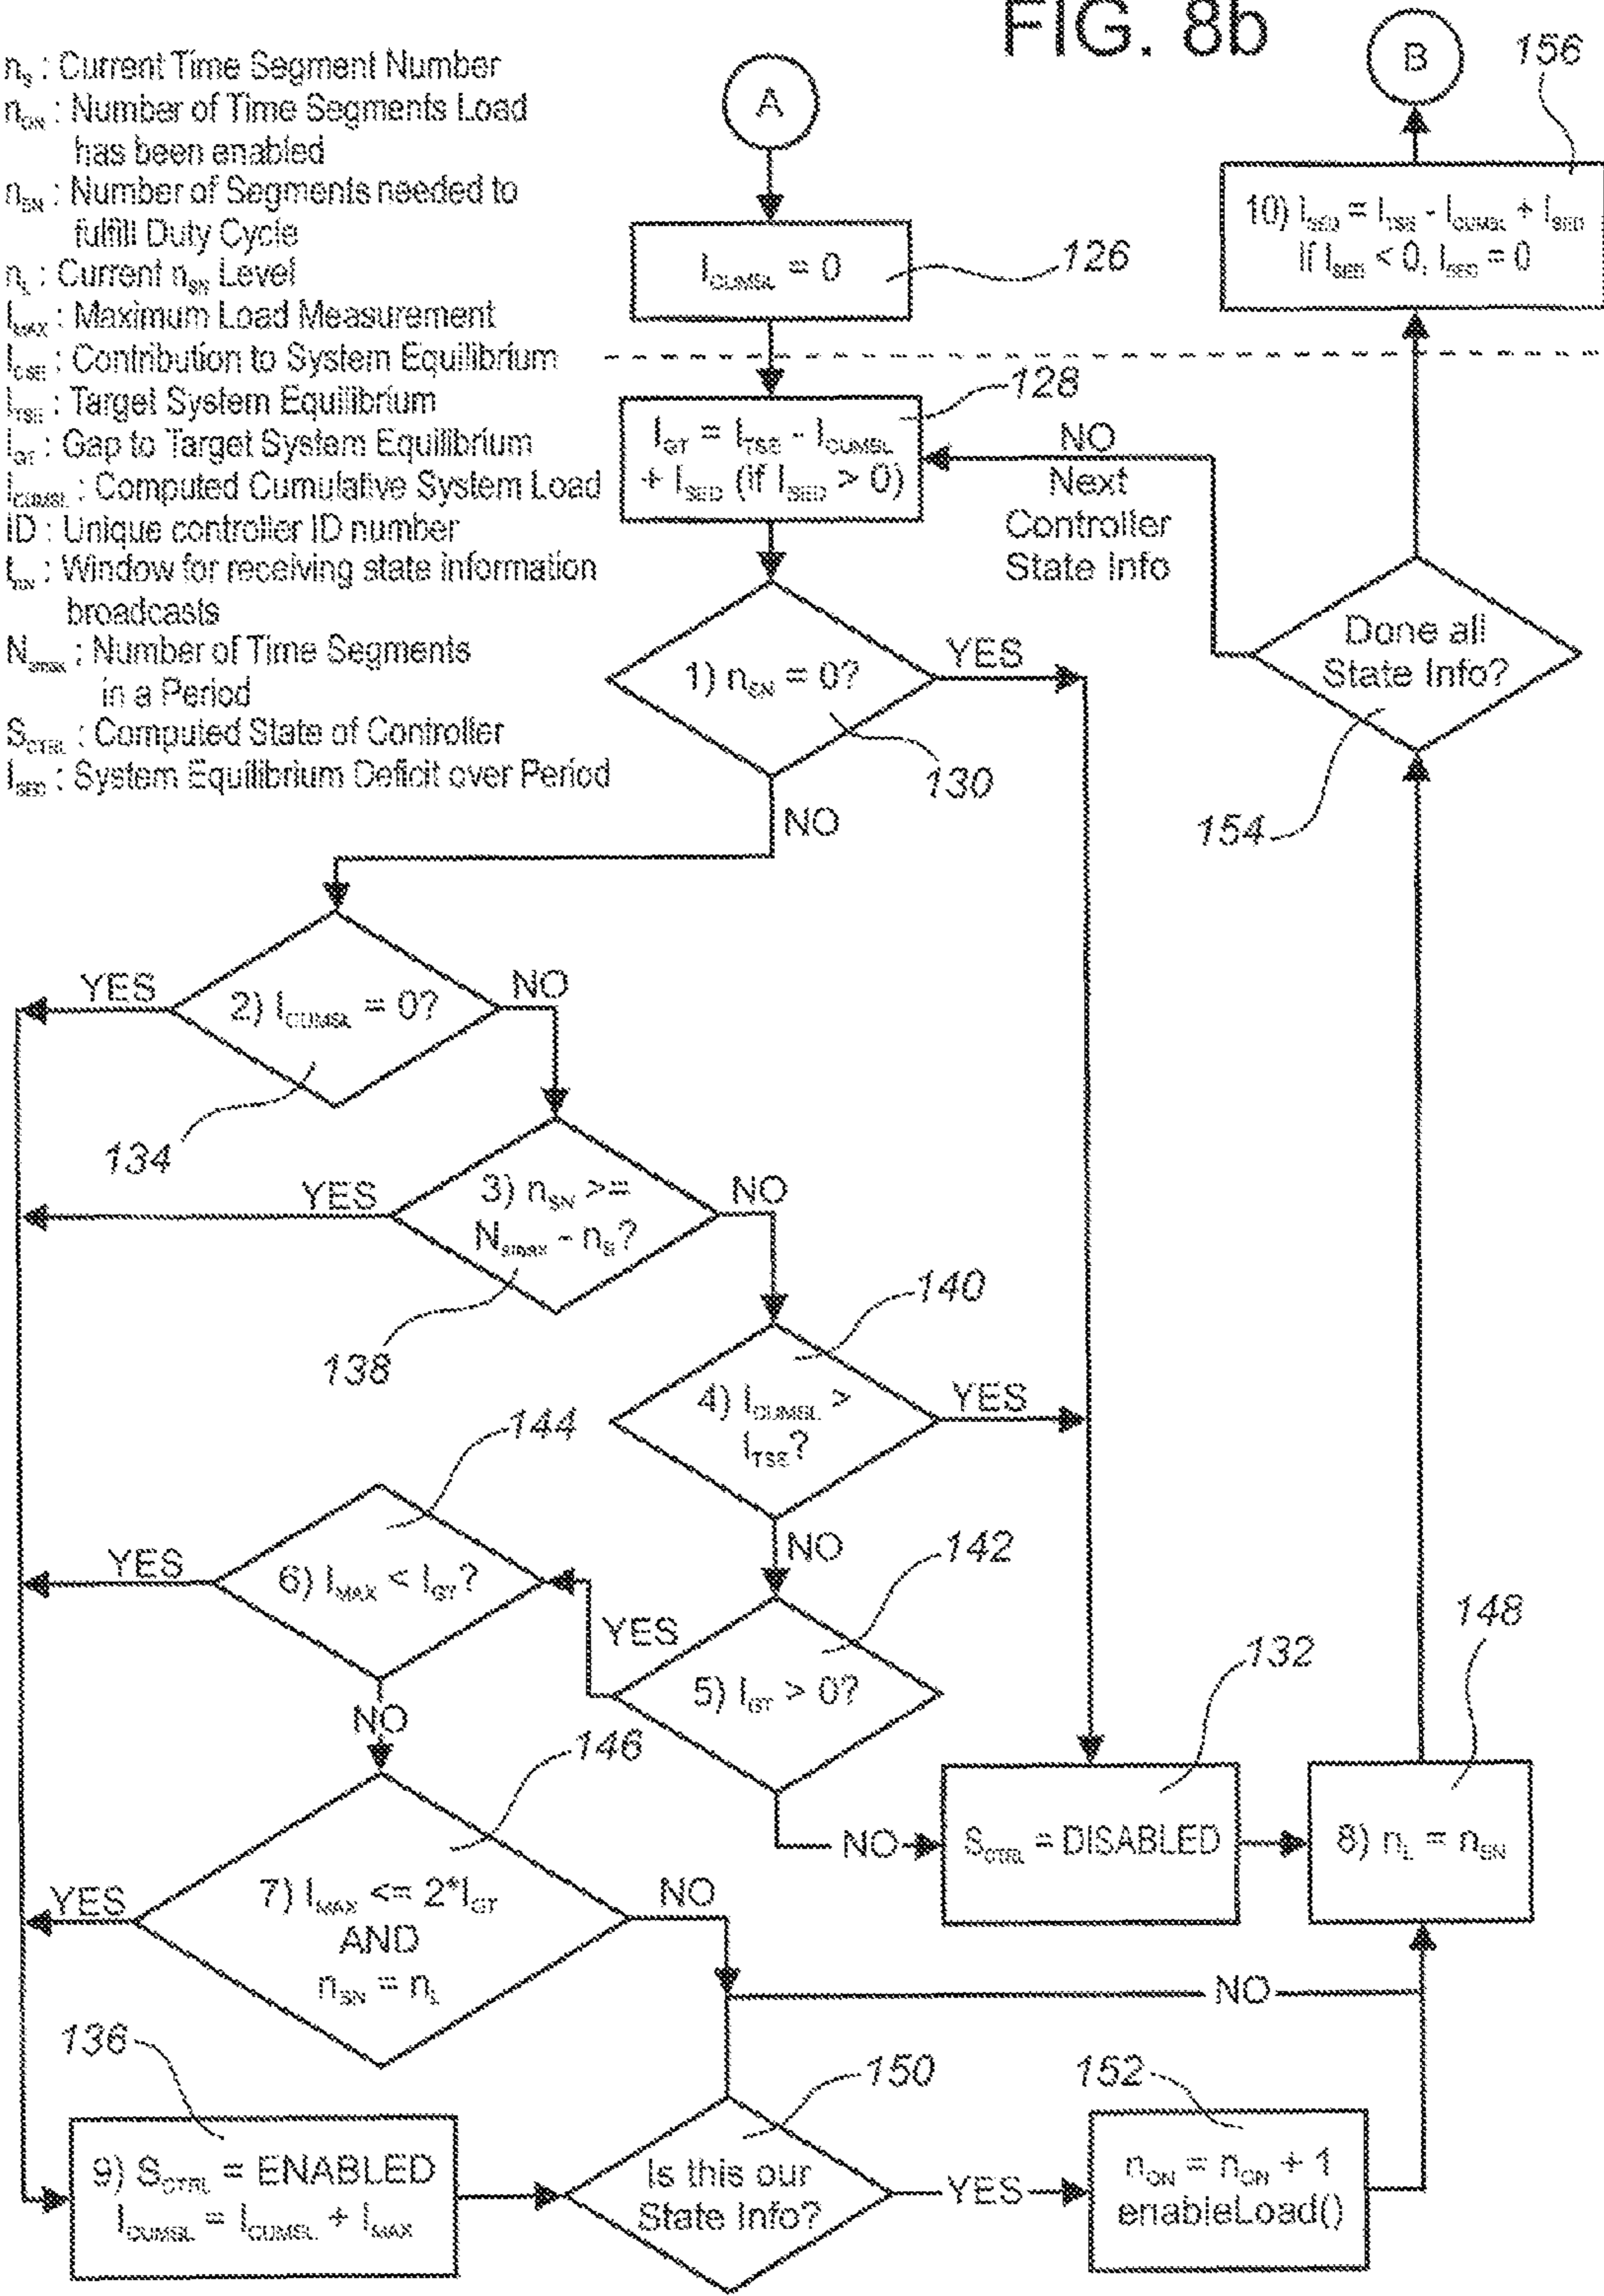 FIG. 8b
n_S : Current Time Segment Number
n_ON : Number of Time Segments Load
has been enabled
n_SN : Number of Segments needed to
fulfill Duty Cycle
n_L : Current n_SN Level
I_MAX : Maximum Load Measurement
I_CSE : Contribution to System Equilibrium
I_TSE : Target System Equilibrium
I_GT : Gap to Target System Equilibrium
I_CUMSL : Computed Cumulative System Load
ID : Unique controller ID number
: Window for receiving state information
broadcasts
N_smax : Number of Time Segments
in a Period
S_CTRL : Computed State of Controller
I_SED : System Equilibrium Deficit over Period
A
B
156
10) I_SED = I_TSE - I_CUMSL + I_SED
If I_SED < 0, I_SED = 0
I_CUMSL = 0
126
128
I_GT = I_TSE - I_CUMSL
+ I_SED (if I_SED > 0)
NO
Next
Controller
State Info
1) n_SN = 0?
YES
130
NO
Done all
State Info?
154
YES
2) I_CUMSL = 0?
NO
134
YES
3) n_SN >=
N_smax - n_S?
NO
138
140
4) I_CUMSL >
I_TSE?
YES
NO
144
YES
6) I_MAX < I_GT?
NO
142
YES
5) I_GT > 0?
NO
132
S_CTRL = DISABLED
148
8) n_L = n_SN
146
YES
7) I_MAX <= 2*I_GT
AND
n_SN = n_L
NO
NO
136
9) S_CTRL = ENABLED
I_CUMSL = I_CUMSL + I_MAX
150
Is this our
State Info?
YES
152
n_ON = n_ON + 1
enableLoad()